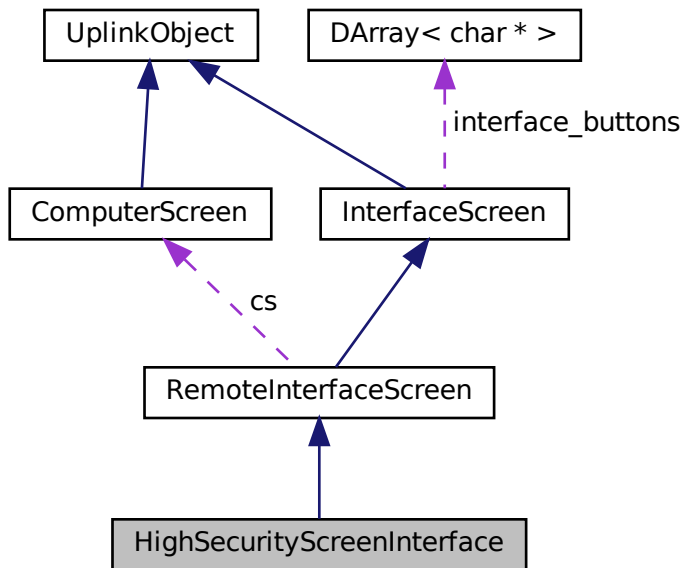 UplinkObject
DArray< char * >
interface_buttons
ComputerScreen
InterfaceScreen
cs
RemoteInterfaceScreen
HighSecurityScreenInterface